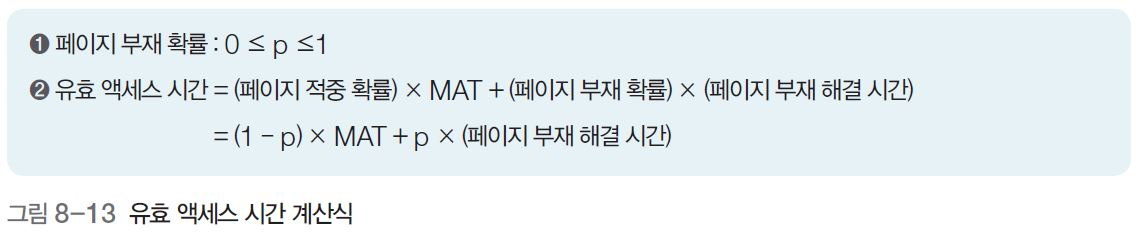 ❶ 페이지 부재 확률 : 0 ≤ p ≤1
❷ 유효 액세스 시간 = (페이지 적중 확률) × MAT + (페이지 부재 확률) × (페이지 부재 해결 시간)
= (1 - p) × MAT + p × (페이지 부재 해결 시간)
그림 8-13 유효 액세스 시간 계산식